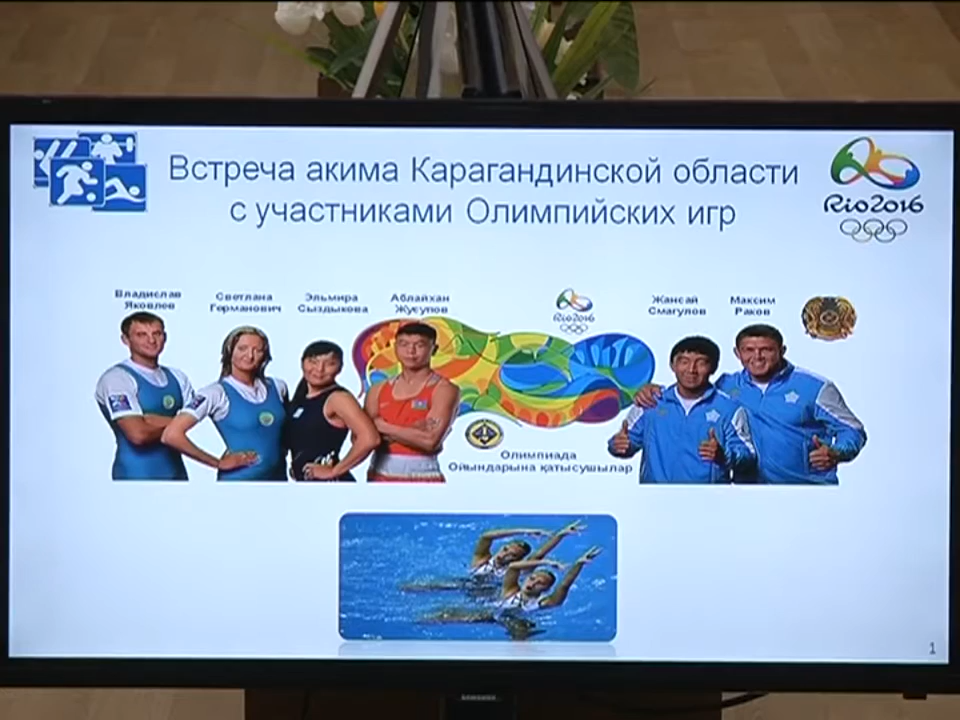 Встреча акима Карагандинской области
с участниками Олимпийских игр
Rio2016
Владислав
Яковлев
Светлана
Германович
Эльмира
Сыздыкова
Аблайхан
Жусупов
Rio2016
Жансай
Смагулов
Максим
Раков
Олимпиада
Ойындарына қатысушылар
1
SAMSUNG